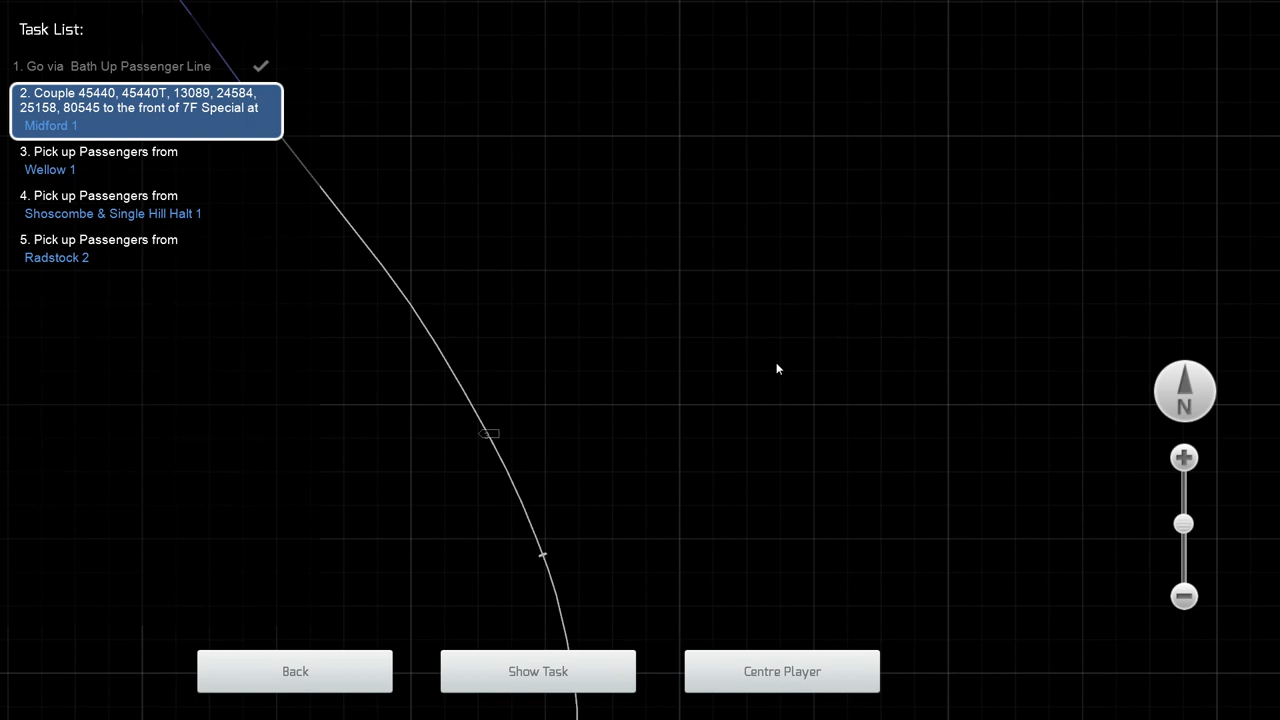 Task List:
1. Go via Bath Up Passenger Line
2. Couple 45440, 45440T, 13089, 24584,
25158, 80545 to the front of 7F Special at
Midford 1
3. Pick up Passengers from
Wellow 1
4. Pick up Passengers from
Shoscombe & Single Hill Halt 1
5. Pick up Passengers from
Radstock 2
N
Back
Show Task
Centre Player